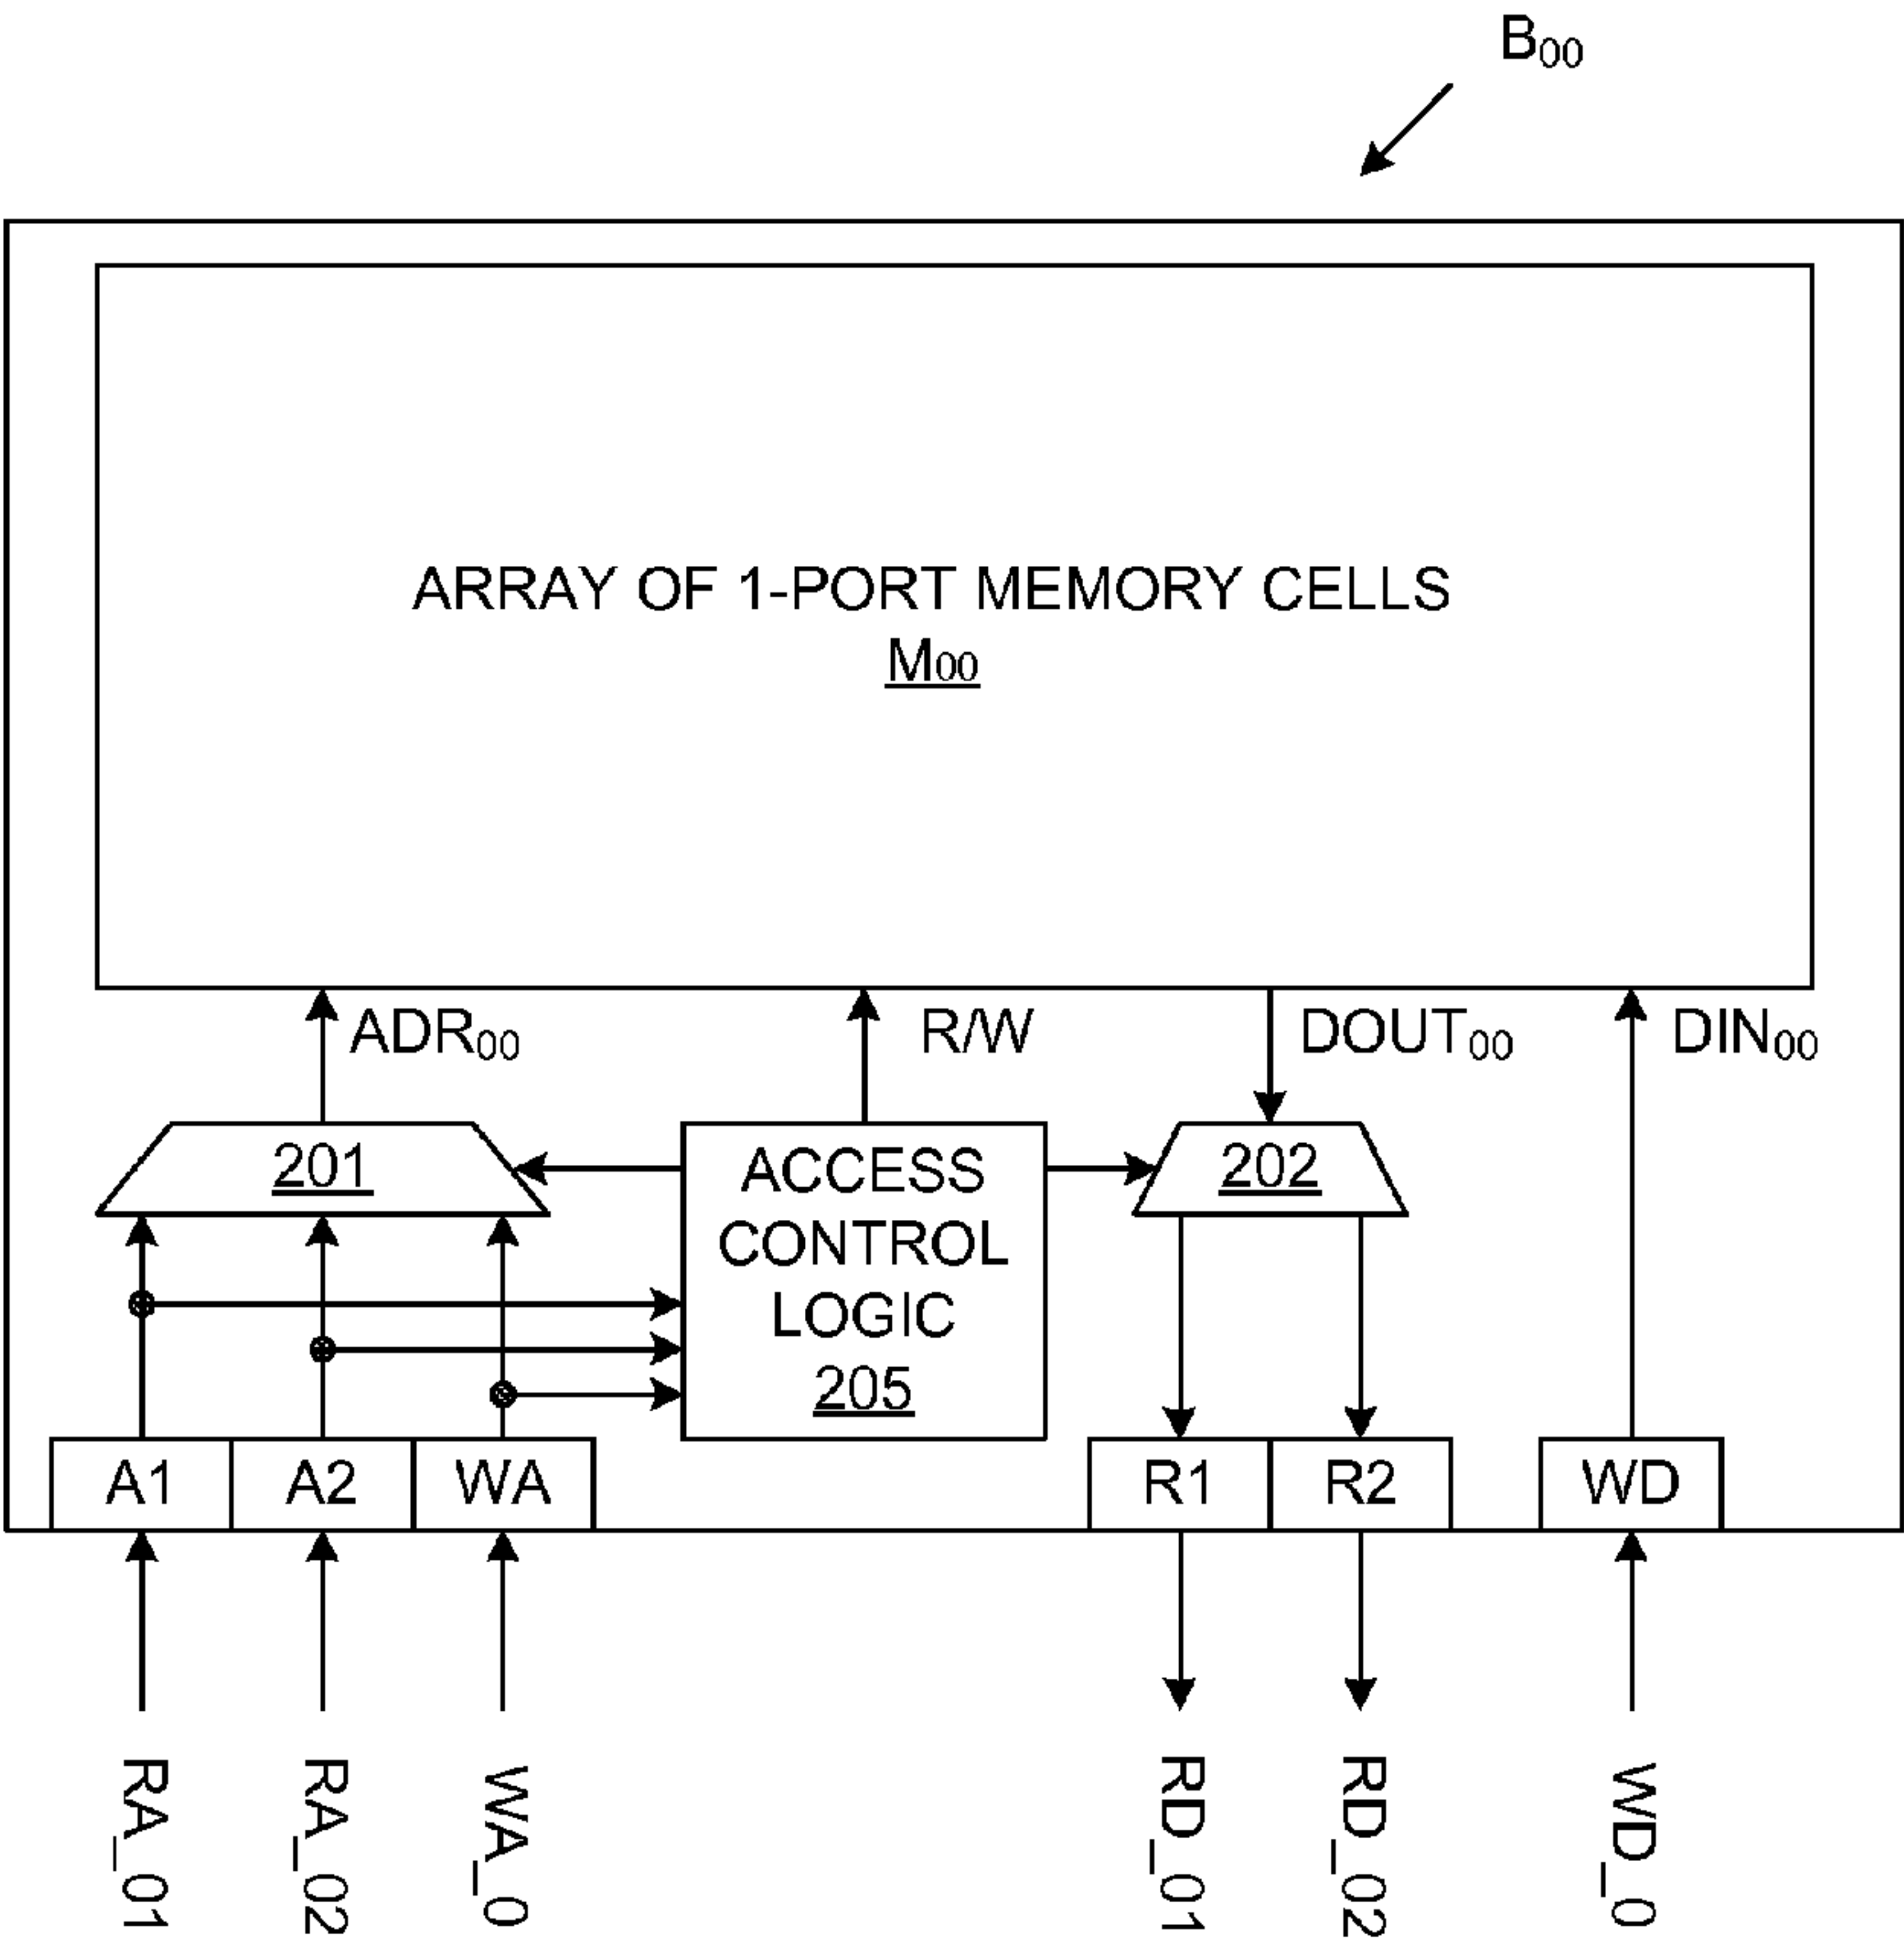 B00
ARRAY OF 1-PORT MEMORY CELLS
M00
ADR00
R/W
DOUT00
DIN00
201
ACCESS
CONTROL
LOGIC
205
202
A1
A2
WA
R1
R2
WD
RA_01
RA_02
WA_0
RD_01
RD_02
WD_0